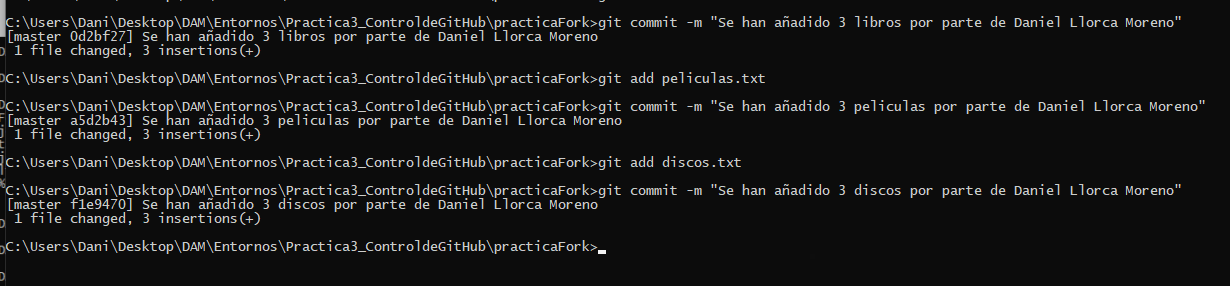 C:\Users\Dani\Desktop\DAM\Entornos\Practica3_ControldeGitHub\practicaFork>git commit -m "Se han añadido 3 libros por parte de Daniel Llorca Moreno"
[master 0d2bf27] Se han añadido 3 libros por parte de Daniel Llorca Moreno
 1 file changed, 3 insertions(+)
C:\Users\Dani\Desktop\DAM\Entornos\Practica3_ControldeGitHub\practicaFork>git add peliculas.txt
C:\Users\Dani\Desktop\DAM\Entornos\Practica3_ControldeGitHub\practicaFork>git commit -m "Se han añadido 3 peliculas por parte de Daniel Llorca Moreno"
[master a5d2b43] Se han añadido 3 peliculas por parte de Daniel Llorca Moreno
 1 file changed, 3 insertions(+)
C:\Users\Dani\Desktop\DAM\Entornos\Practica3_ControldeGitHub\practicaFork>git add discos.txt
C:\Users\Dani\Desktop\DAM\Entornos\Practica3_ControldeGitHub\practicaFork>git commit -m "Se han añadido 3 discos por parte de Daniel Llorca Moreno"
[master f1e9470] Se han añadido 3 discos por parte de Daniel Llorca Moreno
 1 file changed, 3 insertions(+)
C:\Users\Dani\Desktop\DAM\Entornos\Practica3_ControldeGitHub\practicaFork>